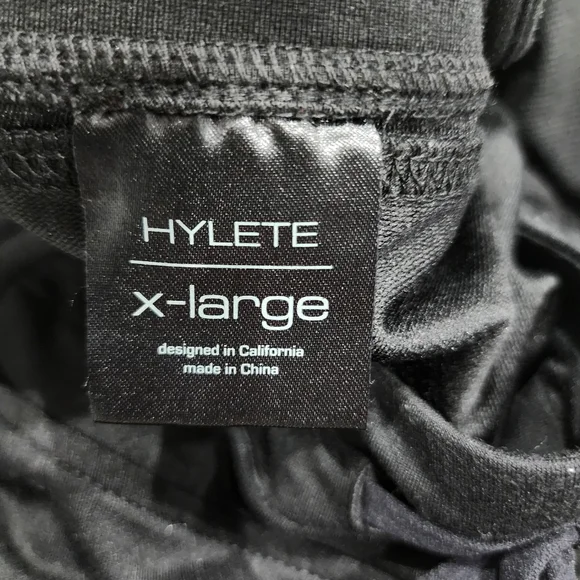 HYLETE
x-large
designed in California
made in China